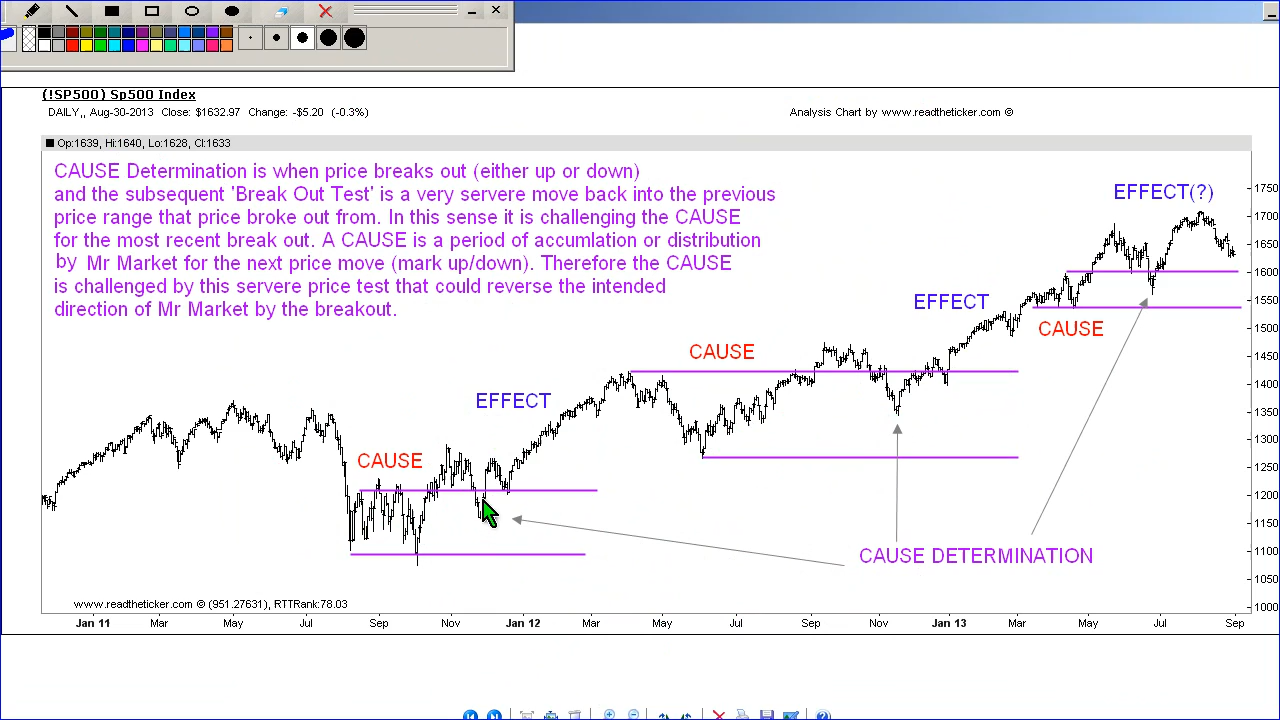 (!SP500) Sp500 Index
DAILY,, Aug-30-2013 Close: $1632.97 Change: -$5.20 (-0.3%)
Analysis Chart by www.readtheticker.com ©
Op:1639, Hi:1640, Lo:1628, Cl:1633
CAUSE Determination is when price breaks out (either up or down)
and the subsequent 'Break Out Test' is a very servere move back into the previous
price range that price broke out from. In this sense it is challenging the CAUSE
for the most recent break out. A CAUSE is a period of accumlation or distribution
by Mr Market for the next price move (mark up/down). Therefore the CAUSE
is challenged by this servere price test that could reverse the intended
direction of Mr Market by the breakout.
EFFECT(?)
EFFECT
CAUSE
CAUSE
EFFECT
CAUSE
CAUSE DETERMINATION
1750
1700
1650
1600
1550
1500
1450
1400
1350
1300
1250
1200
1150
1100
1050
1000
www.readtheticker.com © (951.27631), RTTRank:78.03
Jan 11 Mar May Jul Sep Nov Jan 12 Mar May Jul Sep Nov Jan 13 Mar May Jul Sep